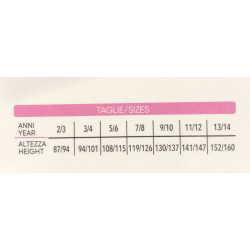 TAGLIE/SIZES
ANNI YEAR 2/3 3/4 5/6 7/8 9/10 11/12 13/14
ALTEZZA HEIGHT 87/94 94/101 108/115 119/126 130/137 141/147 152/160